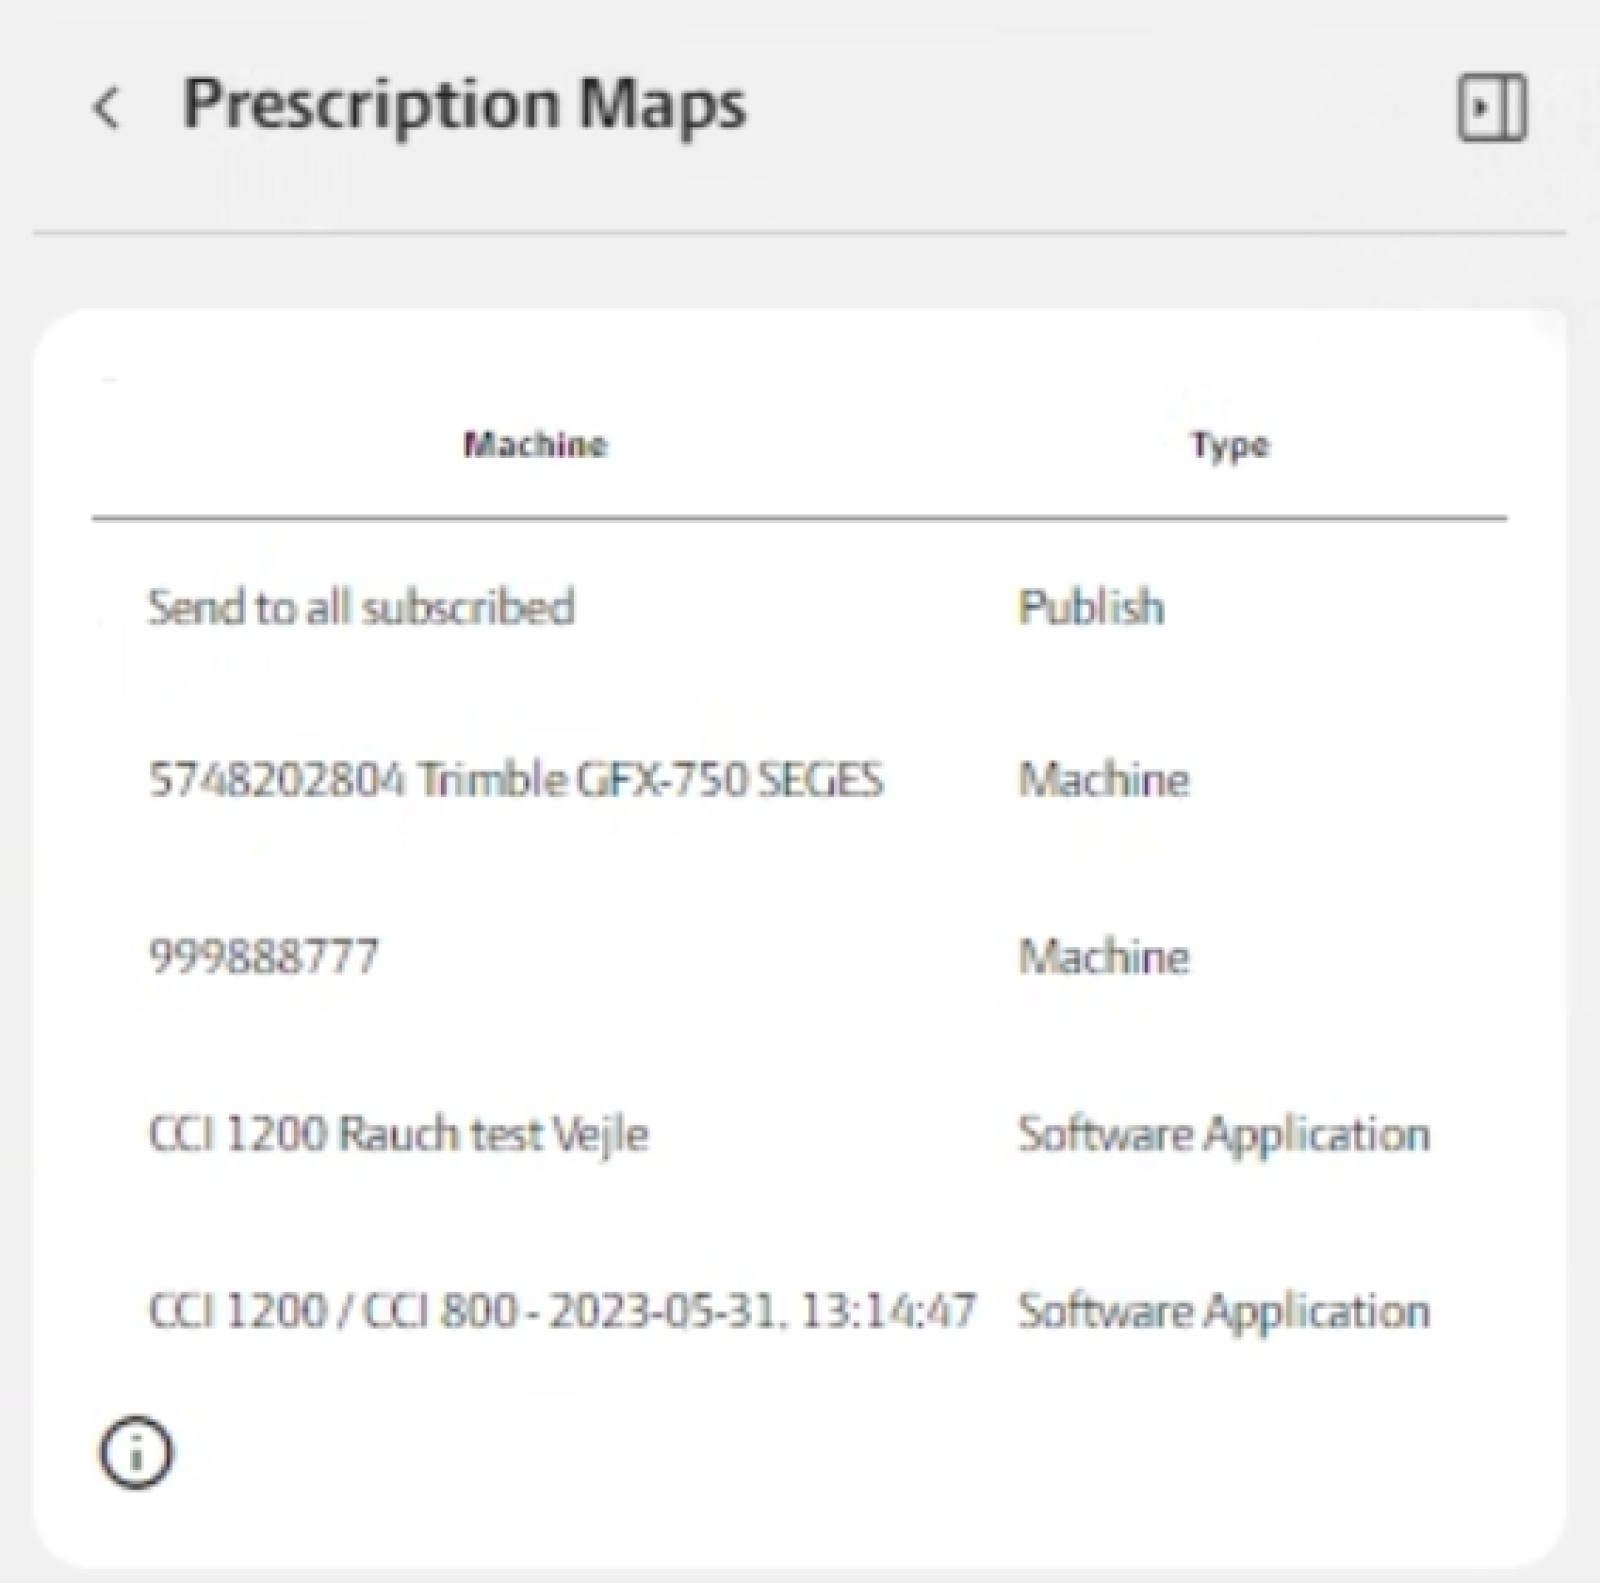 Prescription Maps
Machine Type
Send to all subscribed Publish
5748202804 Trimble GFX-750 SEGES Machine
999888777 Machine
CCI 1200 Rauch test Vejle Software Application
CCI 1200 / CCI 800 - 2023-05-31, 13:14:47 Software Application